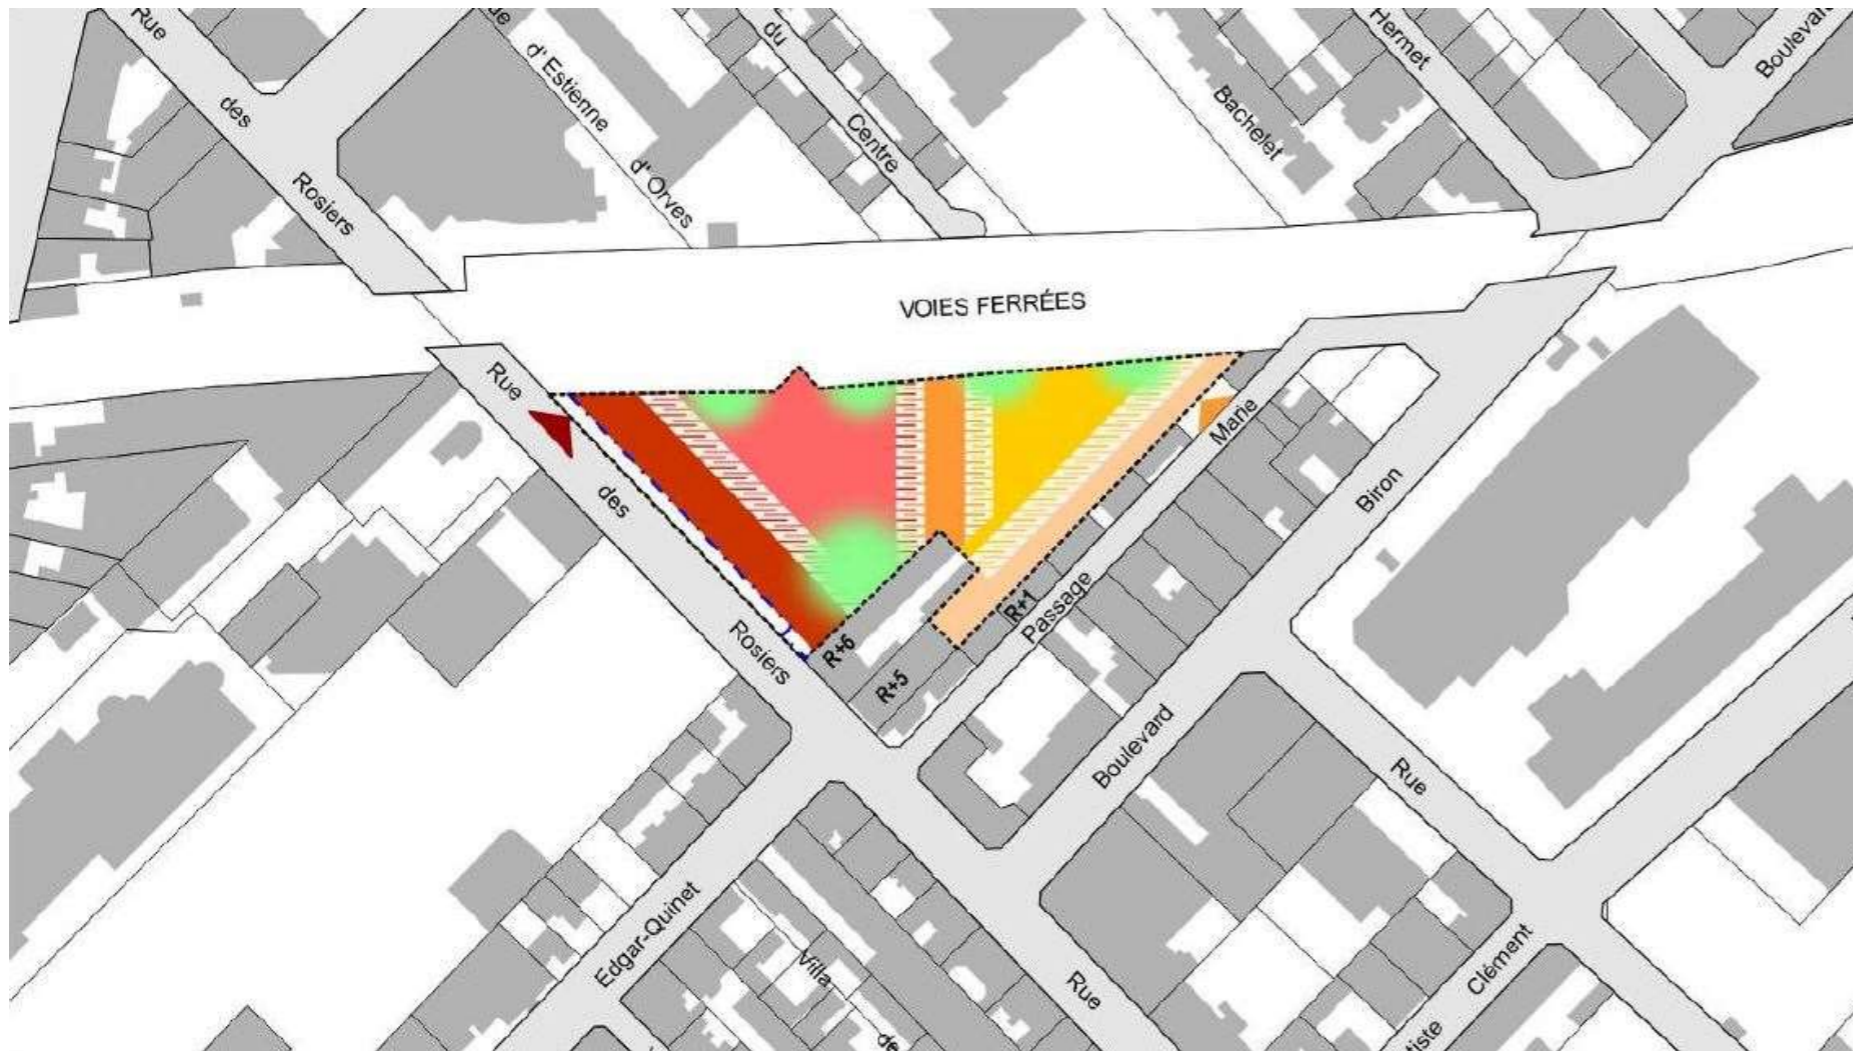 Rue
des
Rosiers
d'Estienne
d'Orves
du
Centre
Bachelet
Hermet
Boulevard
VOIES FERRÉES
Rue
des
Rosiers
R+6
R+5
R+1
Passage
Marie
Boulevard
Biron
Rue
Edgar-Quinet
Villa
de
Rue
Clément